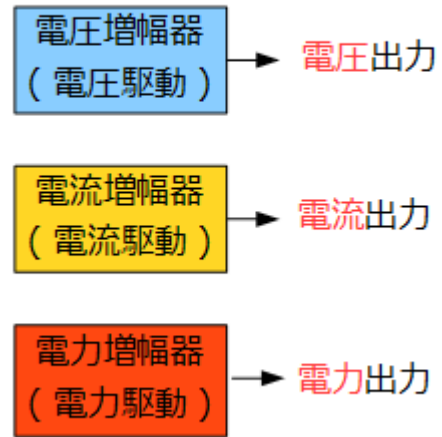 電圧増幅器
（電圧駆動）
電圧出力
電流増幅器
（電流駆動）
電流出力
電力増幅器
（電力駆動）
電力出力